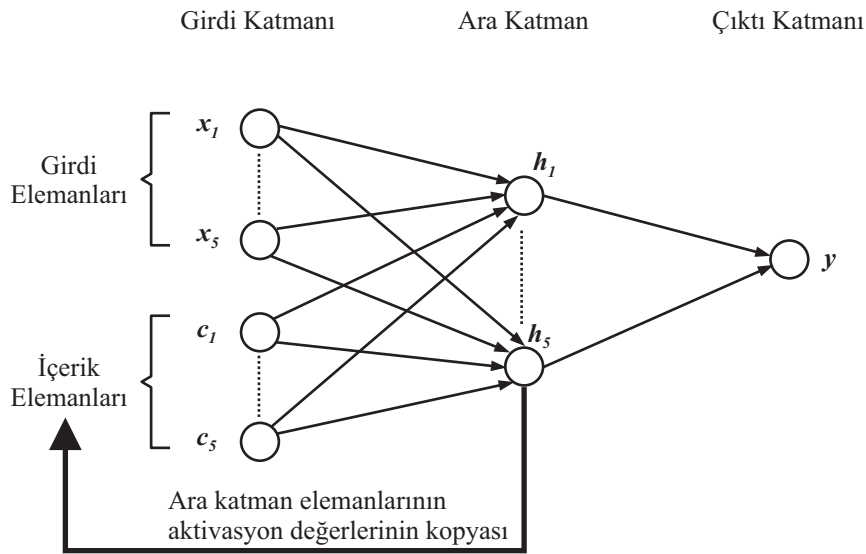 Girdi Katmanı Ara Katman Çıktı Katmanı
x1
h1
Girdi
Elemanları
x5
y
c1
h5
İçerik
Elemanları
c5
Ara katman elemanlarının
aktivasyon değerlerinin kopyası